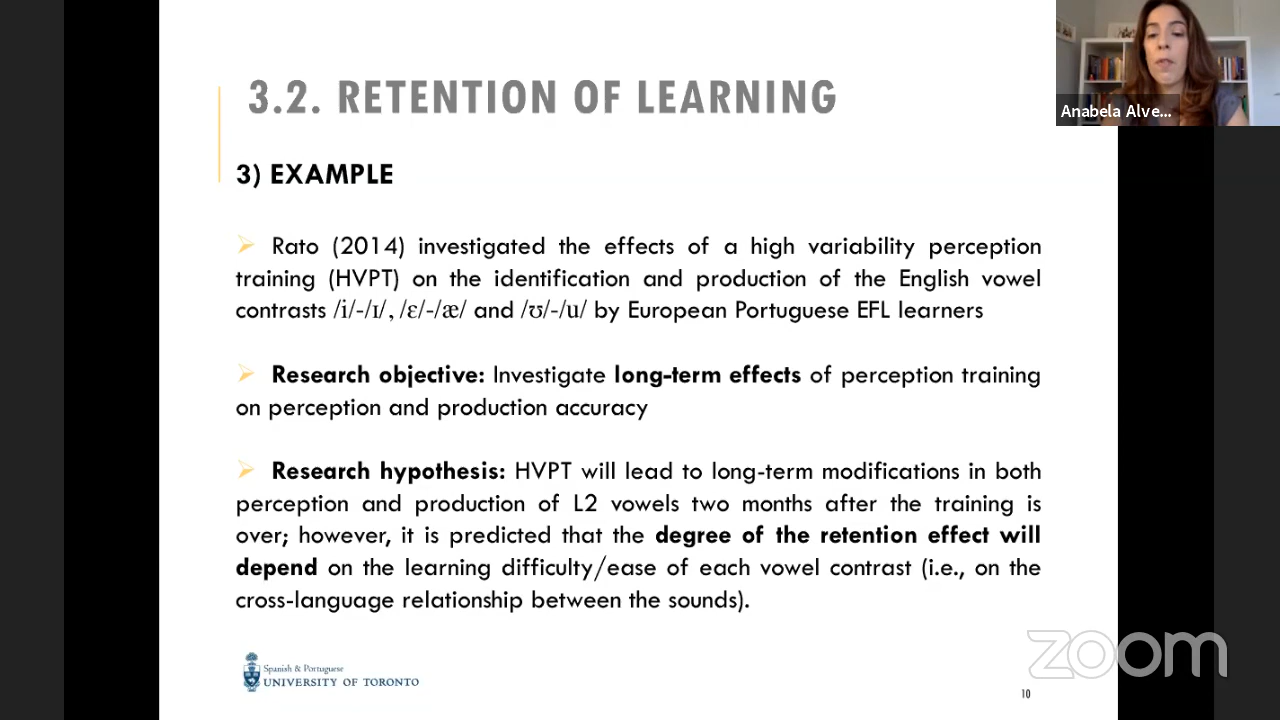 3.2. RETENTION OF LEARNING
Anabela Alve...
3) EXAMPLE
Rato (2014) investigated the effects of a high variability perception
training (HVPT) on the identification and production of the English vowel
contrasts /i/-/ɪ/, /ɛ/-/æ/ and /ʊ/-/u/ by European Portuguese EFL learners
Research objective: Investigate long-term effects of perception training
on perception and production accuracy
Research hypothesis: HVPT will lead to long-term modifications in both
perception and production of L2 vowels two months after the training is
over; however, it is predicted that the degree of the retention effect will
depend on the learning difficulty/ease of each vowel contrast (i.e., on the
cross-language relationship between the sounds).
Spanish & Portuguese
UNIVERSITY OF TORONTO
zoom
10